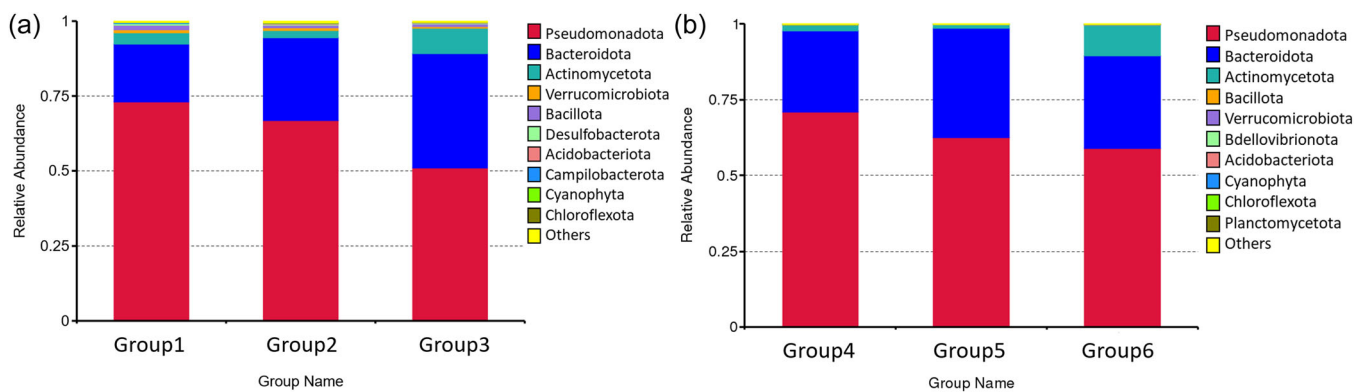 (a)
Relative Abundance
1
0.75
0.5
0.25
0
Group1
Group2
Group3
Group Name
Pseudomonadota
Bacteroidota
Actinomycetota
Verrucomicrobiota
Bacillota
Desulfobacterota
Acidobacteriota
Campilobacterota
Cyanophyta
Chloroflexota
Others
(b)
Relative Abundance
1
0.75
0.5
0.25
0
Group4
Group5
Group6
Group Name
Pseudomonadota
Bacteroidota
Actinomycetota
Bacillota
Verrucomicrobiota
Bdellovibrionota
Acidobacteriota
Cyanophyta
Chloroflexota
Planctomycetota
Others